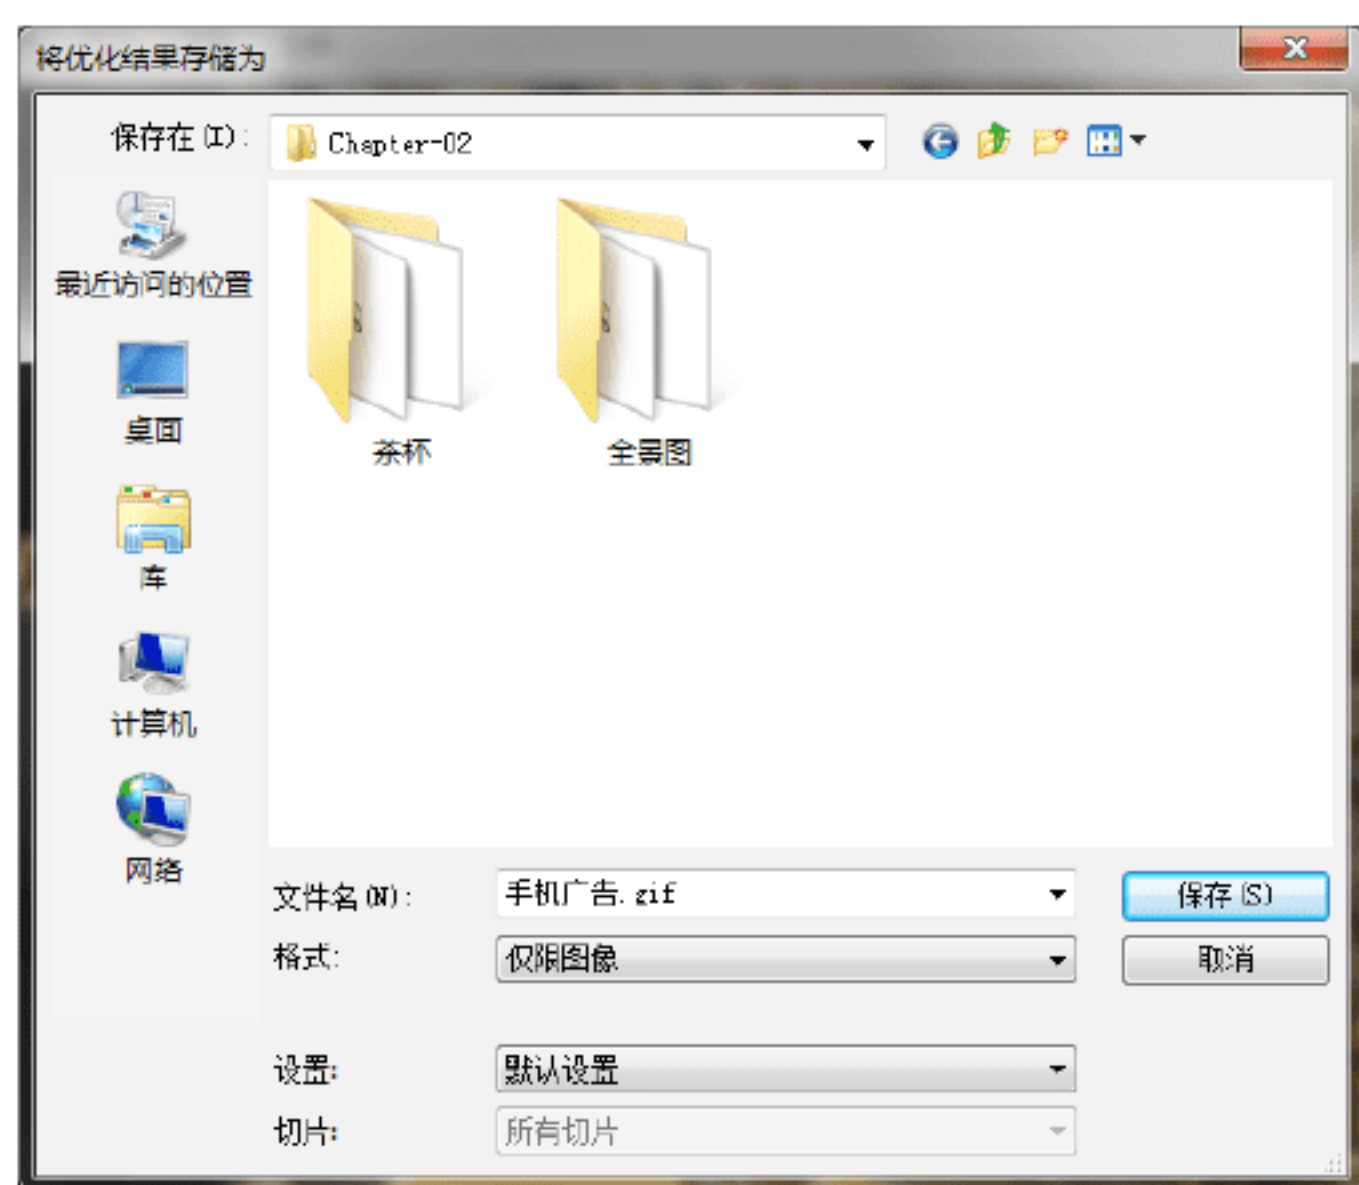 将优化结果存储为
保存在(I):
Chapter-02
最近访问的位置
桌面
库
计算机
网络
茶杯
全景图
文件名(N):
手机广告.gif
保存(S)
格式:
仅限图像
取消
设置:
默认设置
切片:
所有切片